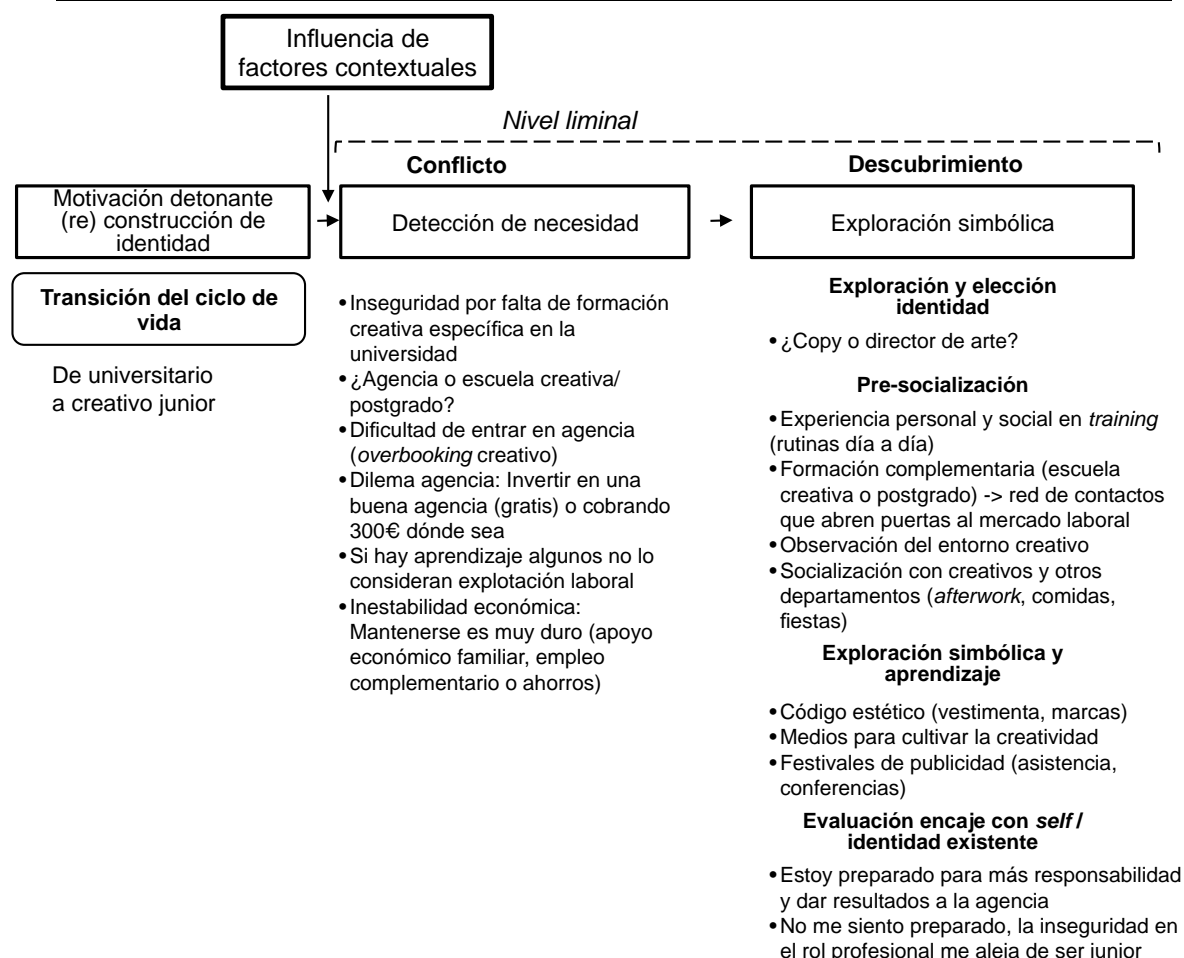 Influencia de
factores contextuales
Nivel liminal
Conflicto
Descubrimiento
Motivación detonante
(re) construcción de
identidad
Detección de necesidad
Exploración simbólica
Transición del ciclo de
vida
De universitario
a creativo junior
•Inseguridad por falta de formación
creativa específica en la
universidad
•¿Agencia o escuela creativa/
postgrado?
•Dificultad de entrar en agencia
(overbooking creativo)
•Dilema agencia: Invertir en una
buena agencia (gratis) o cobrando
300€ dónde sea
•Si hay aprendizaje algunos no lo
consideran explotación laboral
•Inestabilidad económica:
Mantenerse es muy duro (apoyo
económico familiar, empleo
complementario o ahorros)
Exploración y elección
identidad
•¿Copy o director de arte?
Pre-socialización
•Experiencia personal y social en training
(rutinas día a día)
•Formación complementaria (escuela
creativa o postgrado) -> red de contactos
que abren puertas al mercado laboral
•Observación del entorno creativo
•Socialización con creativos y otros
departamentos (afterwork, comidas,
fiestas)
Exploración simbólica y
aprendizaje
•Código estético (vestimenta, marcas)
•Medios para cultivar la creatividad
•Festivales de publicidad (asistencia,
conferencias)
Evaluación encaje con self /
identidad existente
•Estoy preparado para más responsabilidad
y dar resultados a la agencia
•No me siento preparado, la inseguridad en
el rol profesional me aleja de ser junior